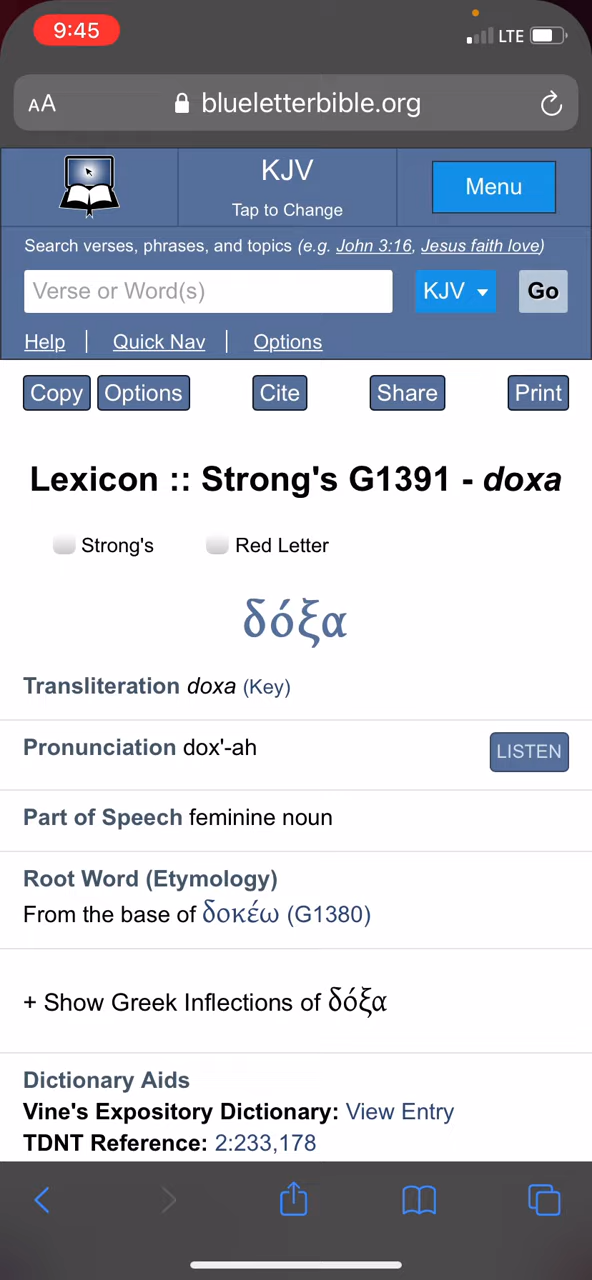 9:45
LTE
AA blueletterbible.org
KJV
Tap to Change
Menu
Search verses, phrases, and topics (e.g. John 3:16, Jesus faith love)
Verse or Word(s) KJV Go
Help | Quick Nav | Options
Copy Options Cite Share Print
Lexicon :: Strong's G1391 - doxa
Strong's Red Letter
δόξα
Transliteration doxa (Key)
Pronunciation dox'-ah LISTEN
Part of Speech feminine noun
Root Word (Etymology)
From the base of δοκέω (G1380)
+ Show Greek Inflections of δόξα
Dictionary Aids
Vine's Expository Dictionary: View Entry
TDNT Reference: 2:233,178